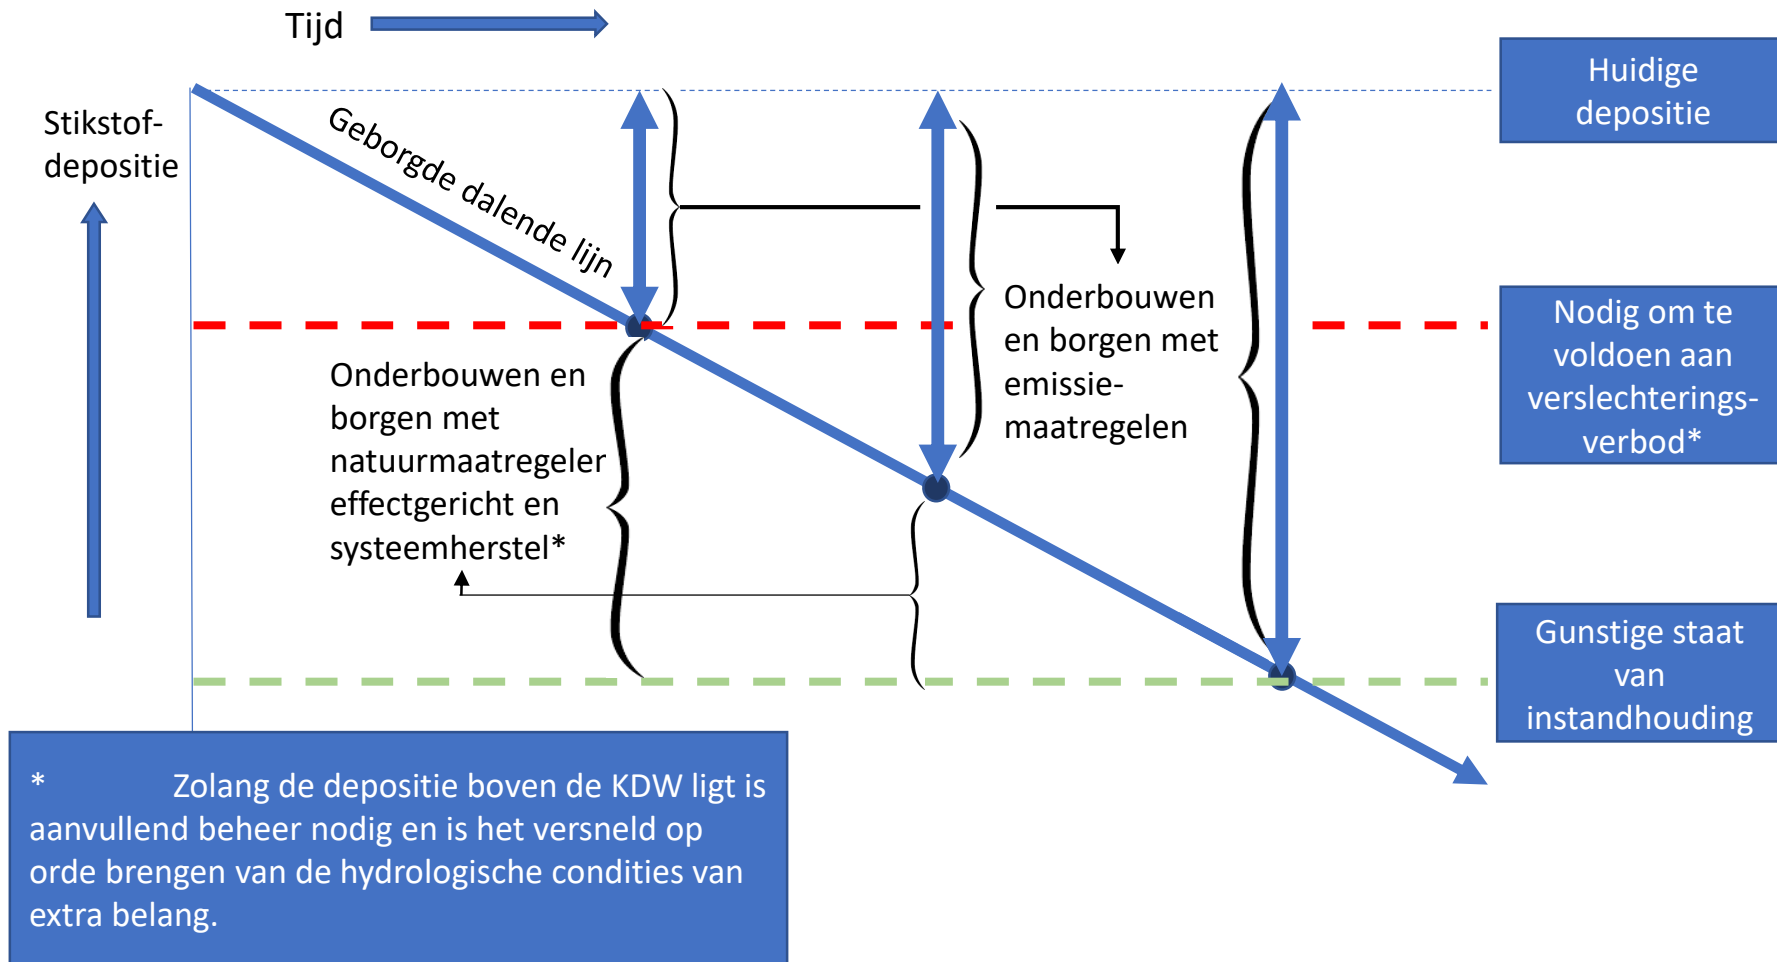 Tijd
Stikstof-
depositie
Geborgde dalende lijn
Huidige
depositie
Onderbouwen
en borgen met
emissie-
maatregelen
Nodig om te
voldoen aan
verslechterings-
verbod*
Onderbouwen en
borgen met
natuurmaatregeler
effectgericht en
systeemherstel*
Gunstige staat
van
instandhouding
* Zolang de depositie boven de KDW ligt is
aanvullend beheer nodig en is het versneld op
orde brengen van de hydrologische condities van
extra belang.